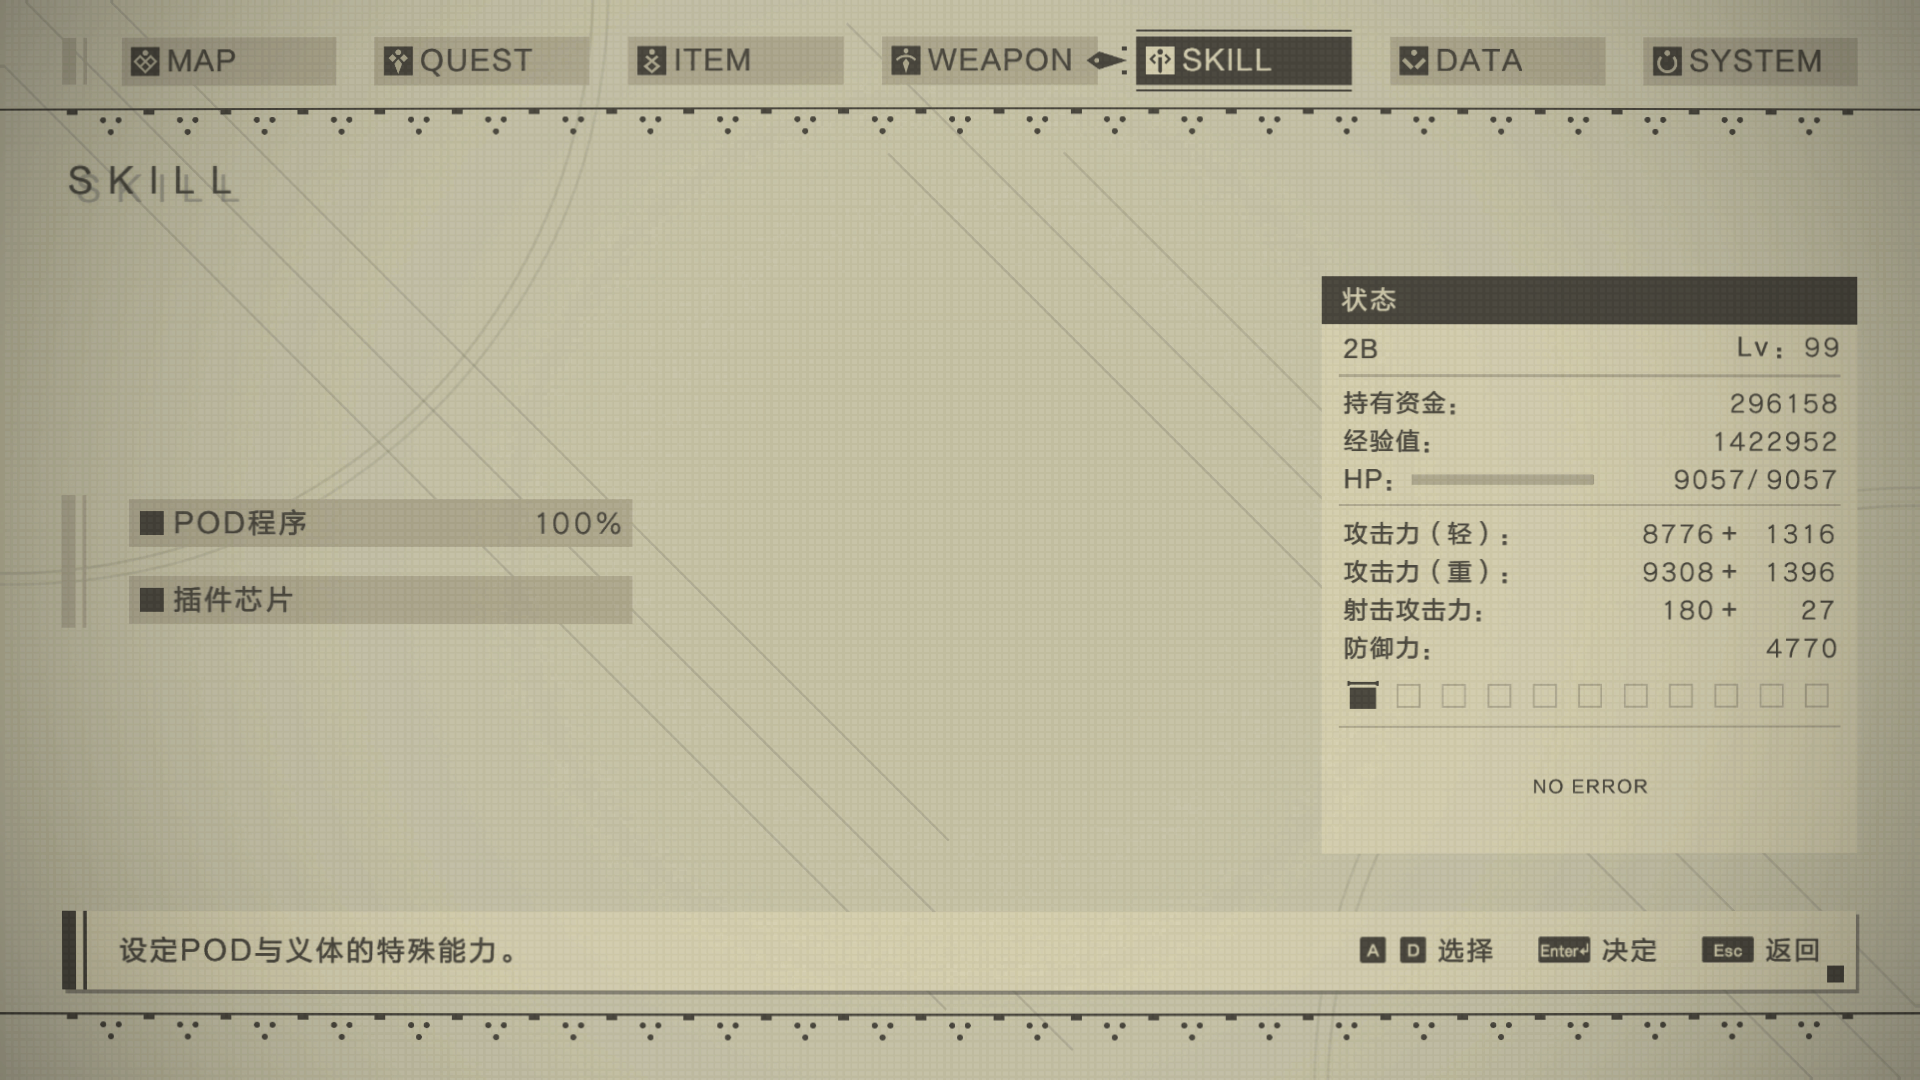 MAP QUEST ITEM WEAPON SKILL DATA SYSTEM
SKILL
状态
2B Lv：99
持有资金：296158
经验值：1422952
HP：9057/9057
POD程序 100%
攻击力（轻）：8776+ 1316
攻击力（重）：9308+ 1396
插件芯片
射击攻击力：180+ 27
防御力：4770
NO ERROR
设定POD与义体的特殊能力。
A D 选择 Enter↵ 决定 Esc 返回